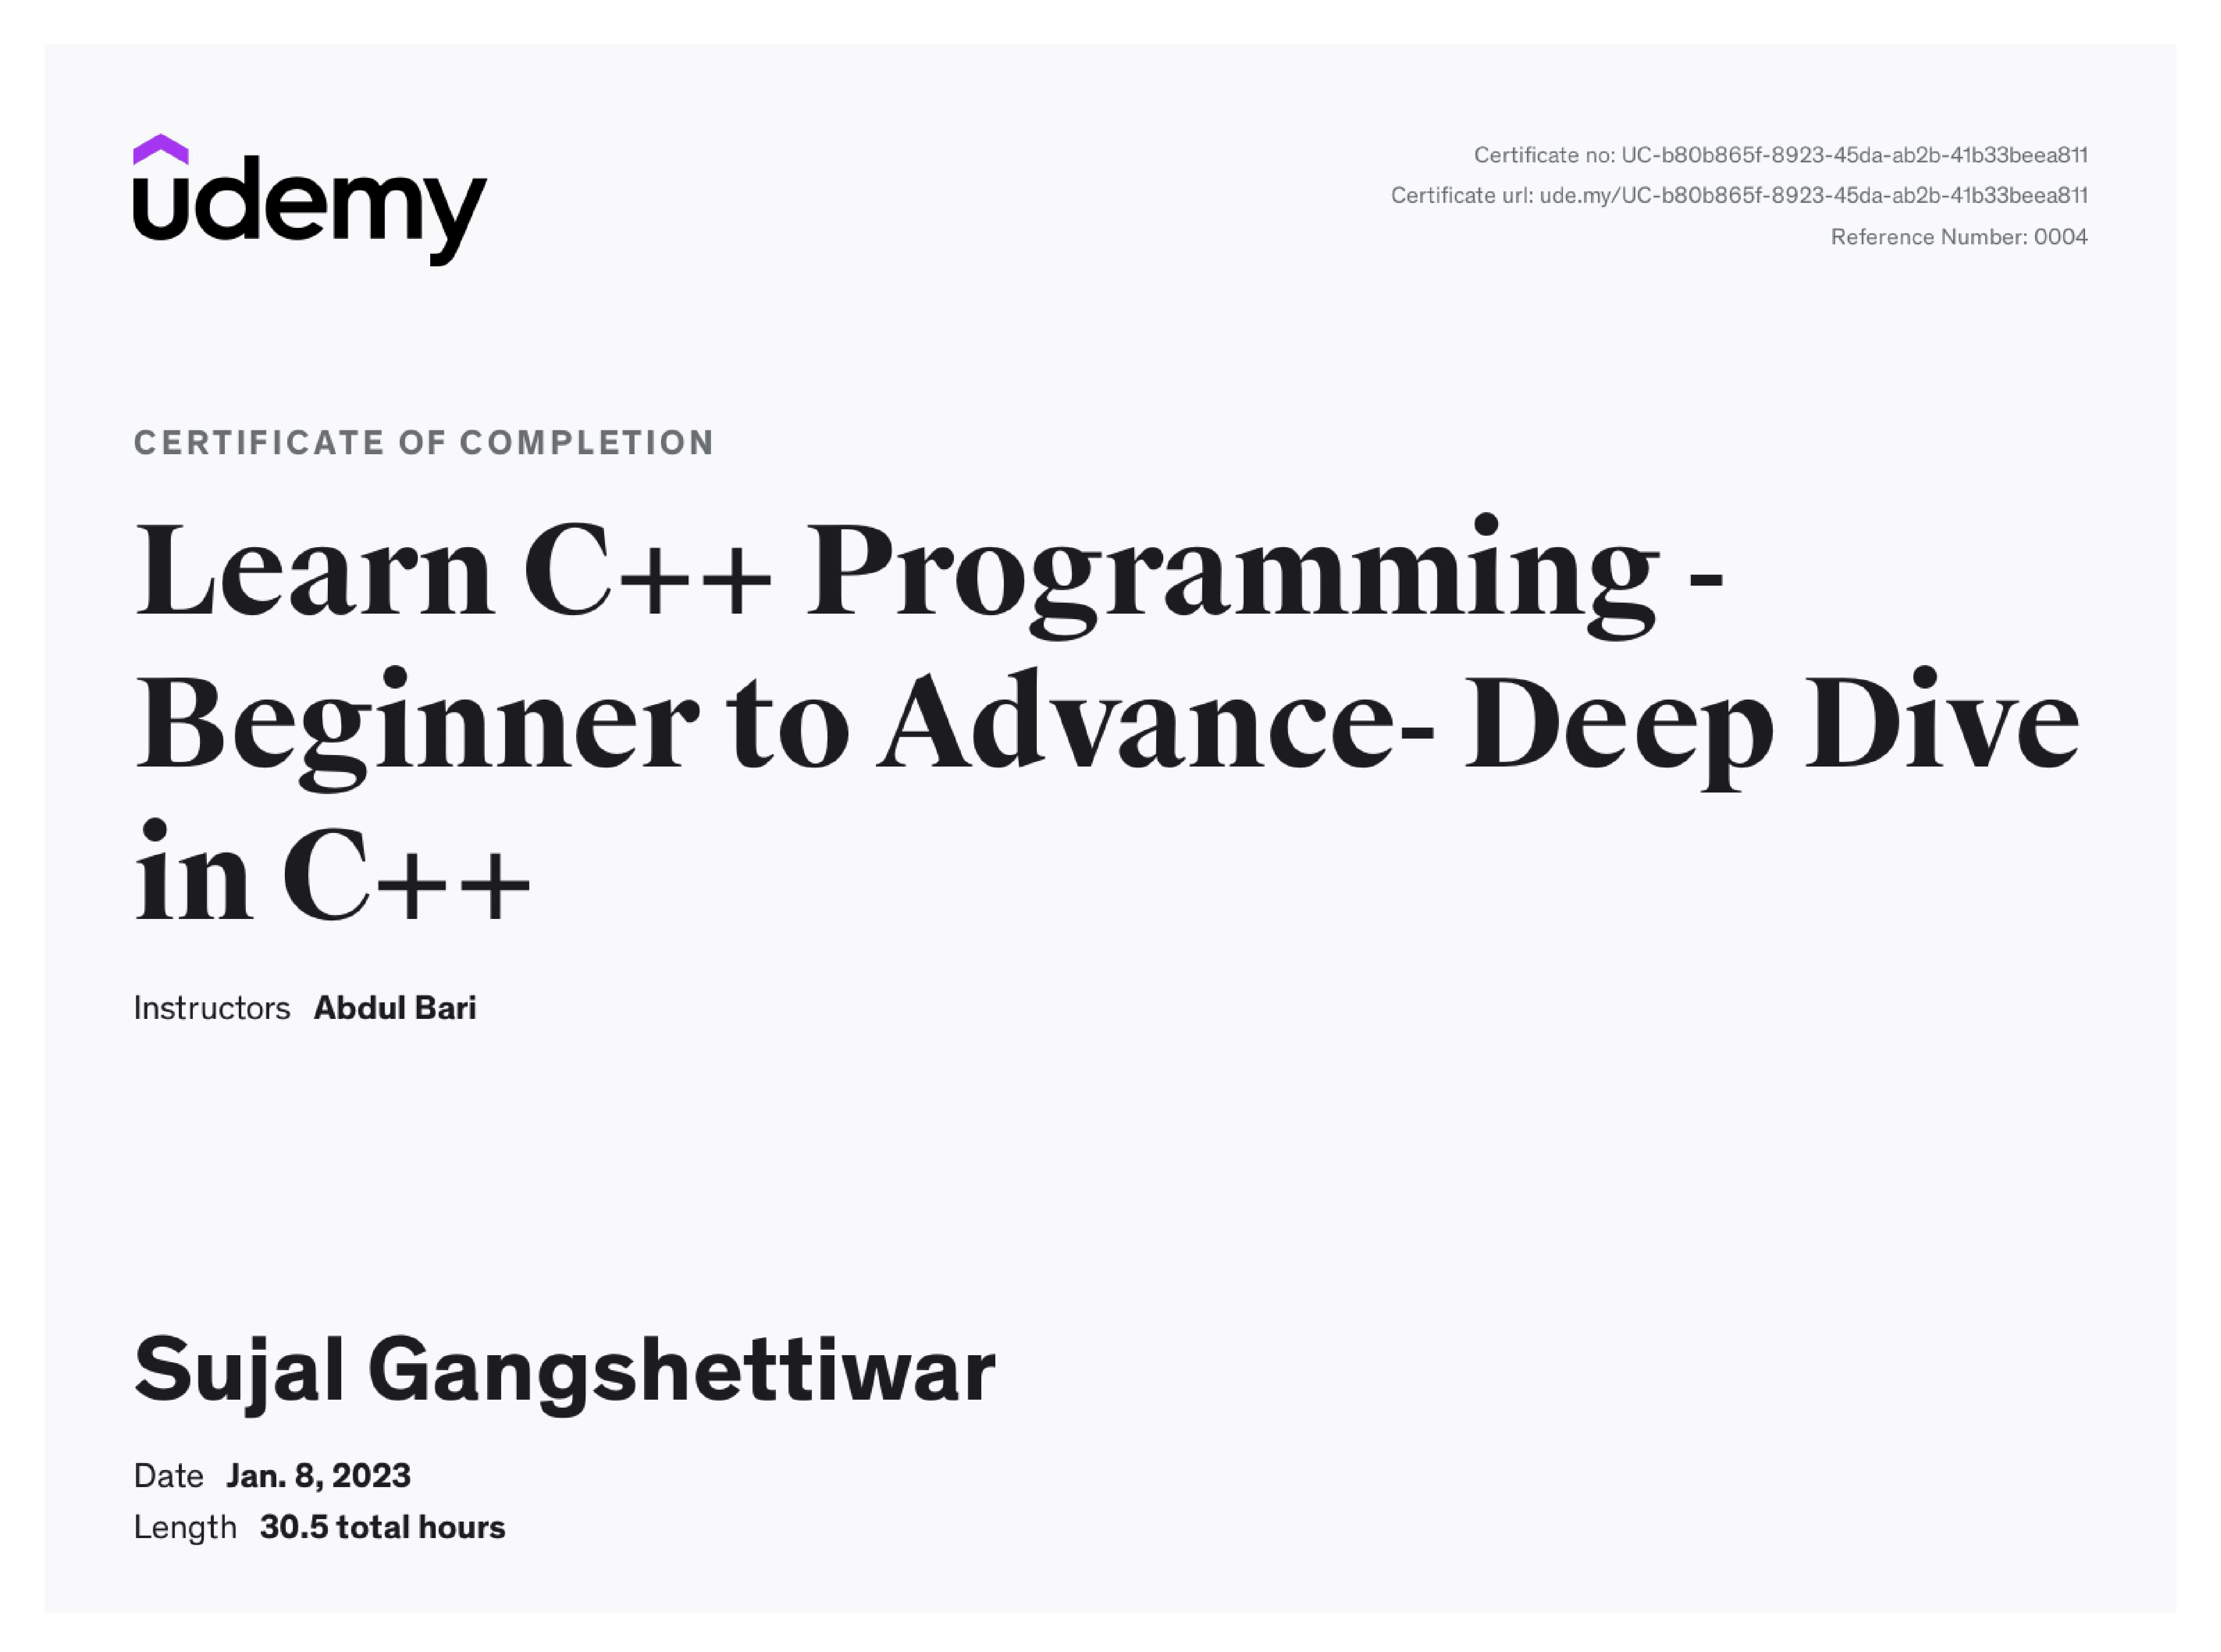 udemy
Certificate no: UC-b80b865f-8923-45da-ab2b-41b33beea811
Certificate url: ude.my/UC-b80b865f-8923-45da-ab2b-41b33beea811
Reference Number: 0004
CERTIFICATE OF COMPLETION
Learn C++ Programming -
Beginner to Advance- Deep Dive
in C++
Instructors Abdul Bari
Sujal Gangshettiwar
Date Jan. 8, 2023
Length 30.5 total hours